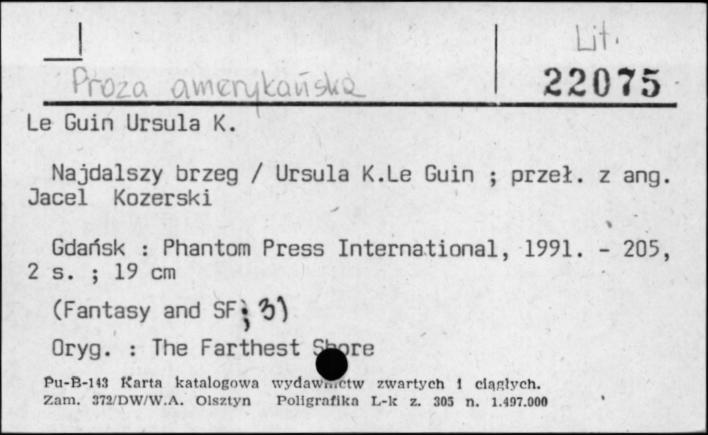 Lit.
Proza amerykańska
22075
Le Guin Ursula K.
Najdalszy brzeg / Ursula K.Le Guin ; przeł. z ang.
Jacel Kozerski
Gdańsk : Phantom Press International, 1991. - 205,
2 s. ; 19 cm
(Fantasy and SF ; 3)
Oryg. : The Farthest Shore
Pu-B-143 Karta katalogowa wydawnictw zwartych i ciągłych.
Zam. 372/DW/W.A. Olsztyn Poligrafika L-k z. 305 n. 1.497.000